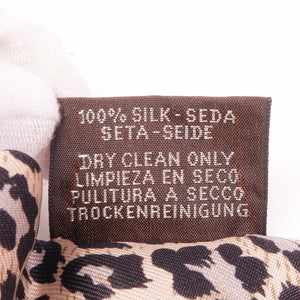 100% SILK-SEDA
SETA-SEIDE
DRY CLEAN ONLY
LIMPIEZA EN SECO
PULITURA A SECCO
TROCKENREINIGUNG